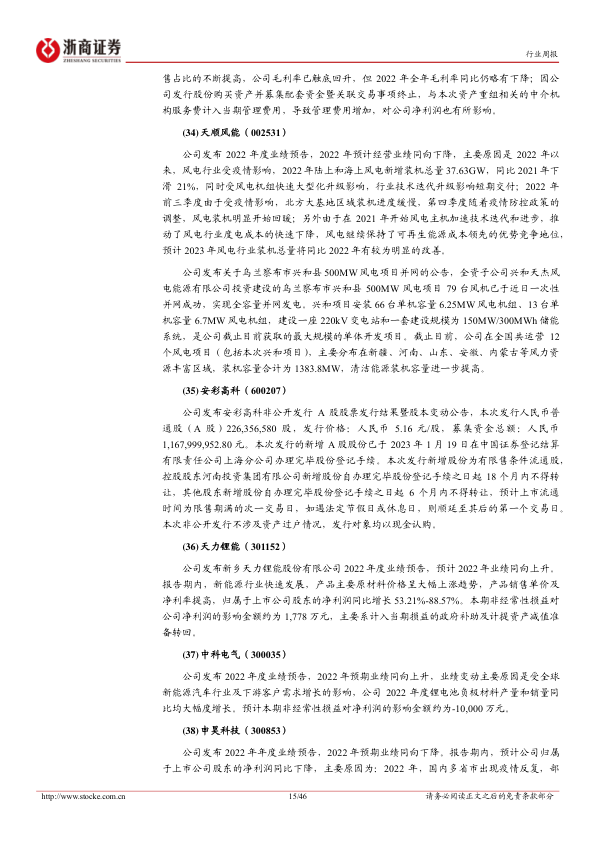 浙商证券
ZHESHANG SECURITIES
行业周报
售占比的不断提高，公司毛利率已触底回升，但 2022 年全年毛利率同比仍略有下降；因公
司发行股份购买资产并募集配套资金暨关联交易事项终止，与本次资产重组相关的中介机
构服务费计入当期管理费用，导致管理费用增加，对公司净利润也有所影响。
(34) 天顺风能（002531）
公司发布 2022 年度业绩预告，2022 年预计经营业绩同向下降，主要原因是 2022 年以
来，风电行业受疫情影响，2022 年陆上和海上风电新增装机总量 37.63GW，同比 2021 年下
滑 21%，同时受风电机组快速大型化升级影响，行业技术迭代升级影响短期交付；2022 年
前三季度由于受疫情影响，北方大基地区域装机进度缓慢，第四季度随着疫情防控政策的
调整，风电装机明显开始回暖；另外由于在 2021 年开始风电主机加速技术迭代和进步，推
动了风电行业度电成本的快速下降，风电继续保持了可再生能源成本领先的优势竞争地位，
预计 2023 年风电行业装机总量将同比 2022 年有较为明显的改善。
公司发布关于乌兰察布市兴和县 500MW 风电项目并网的公告，全资子公司兴和天杰风
电能源有限公司投资建设的乌兰察布市兴和县 500MW 风电项目 79 台风机已于近日一次性
并网成功，实现全容量并网发电。兴和项目安装 66 台单机容量 6.25MW 风电机组、13 台单
机容量 6.7MW 风电机组，建设一座 220kV 变电站和一套建设规模为 150MW/300MWh 储能
系统，是公司截止目前获取的最大规模的单体开发项目。截止目前，公司在全国共运营 12
个风电项目（包括本次兴和项目），主要分布在新疆、河南、山东、安徽、内蒙古等风力资
源丰富区域，装机容量合计为 1383.8MW，清洁能源装机容量进一步提高。
(35) 安彩高科（600207）
公司发布安彩高科非公开发行 A 股股票发行结果暨股本变动公告，本次发行人民币普
通股（A 股）226,356,580 股，发行价格：人民币 5.16 元/股，募集资金总额：人民币
1,167,999,952.80 元。本次发行的新增 A 股股份已于 2023 年 1 月 19 日在中国证券登记结算
有限责任公司上海分公司办理完毕股份登记手续。本次发行新增股份为有限售条件流通股，
控股股东河南投资集团有限公司新增股份自办理完毕股份登记手续之日起 18 个月内不得转
让，其他股东新增股份自办理完毕股份登记手续之日起 6 个月内不得转让，预计上市流通
时间为限售期满的次一交易日，如遇法定节假日或休息日，则顺延至其后的第一个交易日。
本次非公开发行不涉及资产过户情况，发行对象均以现金认购。
(36) 天力锂能（301152）
公司发布新乡天力锂能股份有限公司 2022 年度业绩预告，预计 2022 年业绩同向上升。
报告期内，新能源行业快速发展，产品主要原材料价格呈大幅上涨趋势，产品销售单价及
净利率提高，归属于上市公司股东的净利润同比增长 53.21%-88.57%。本期非经常性损益对
公司净利润的影响金额约为 1,778 万元，主要系计入当期损益的政府补助及计提资产减值准
备转回。
(37) 中科电气（300035）
公司发布 2022 年度业绩预告，2022 年预期业绩同向上升，业绩变动主要原因是受全球
新能源汽车行业及下游客户需求增长的影响，公司 2022 年度锂电池负极材料产量和销量同
比均大幅度增长。预计本期非经常性损益对净利润的影响金额约为-10,000 万元。
(38) 申昊科技（300853）
公司发布 2022 年年度业绩预告，2022 年预期业绩同向下降。报告期内，预计公司归属
于上市公司股东的净利润同比下降，主要原因为：2022 年，国内多省市出现疫情反复，部
http://www.stocke.com.cn
15/46
请务必阅读正文之后的免责条款部分